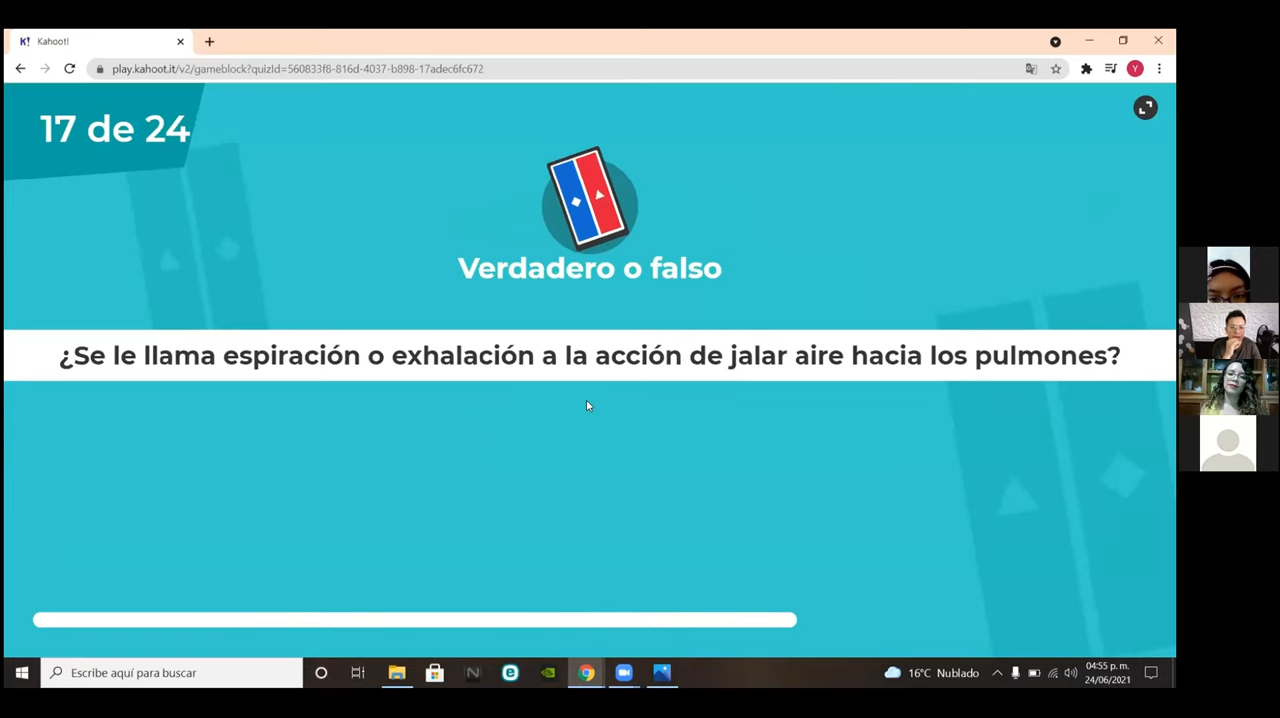 K! Kahoot!
play.kahoot.it/v2/gameblock?quizId=560833f8-816d-4037-b898-17adec6fc672
Y
17 de 24
Verdadero o falso
¿Se le llama espiración o exhalación a la acción de jalar aire hacia los pulmones?
Escribe aquí para buscar
16°C Nublado
04:55 p. m.
24/06/2021